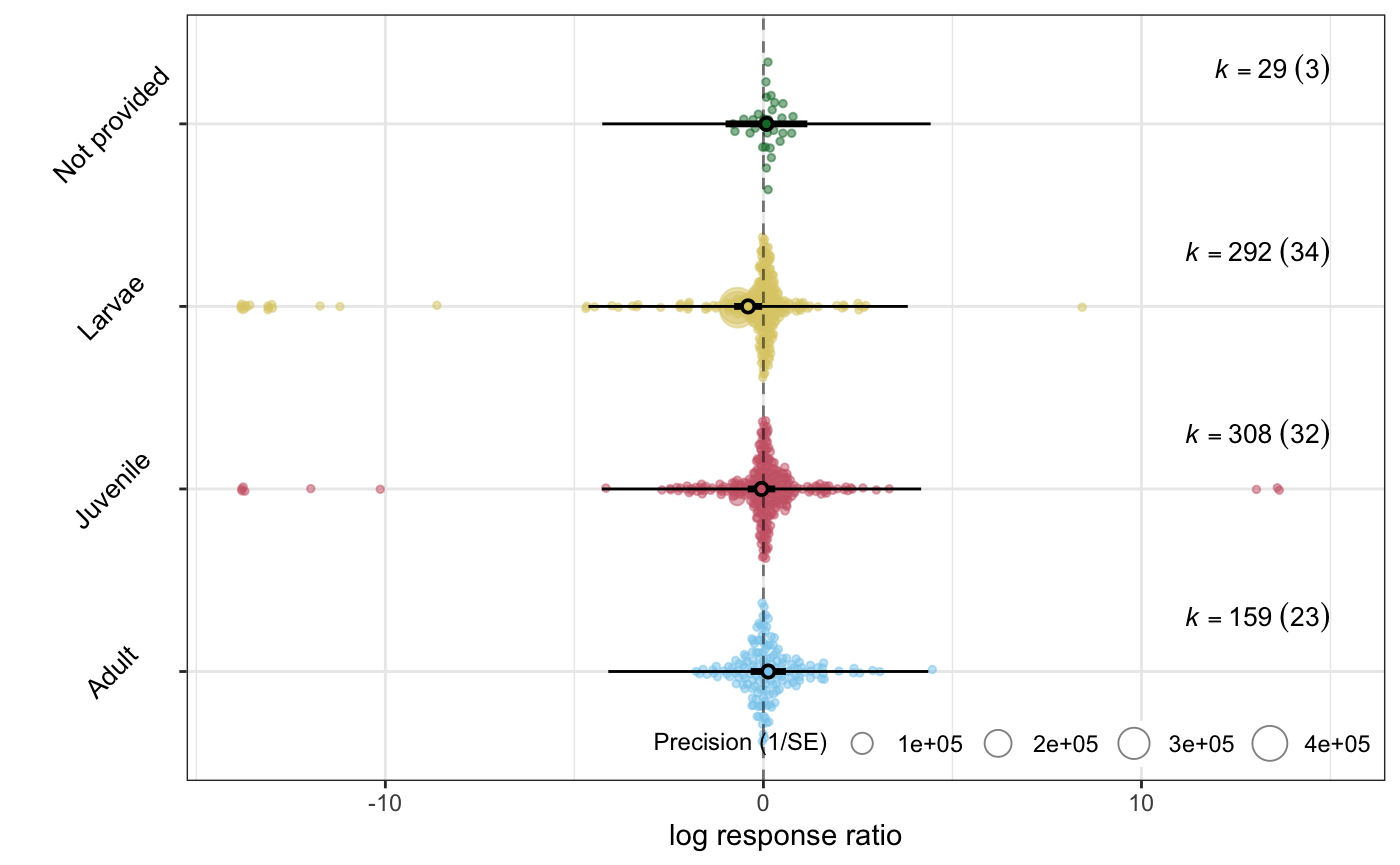 Not provided
k = 29 (3)
Larvae
k = 292 (34)
Juvenile
k = 308 (32)
Adult
k = 159 (23)
Precision (1/SE) 1e+05 2e+05 3e+05 4e+05
-10 0 10
log response ratio